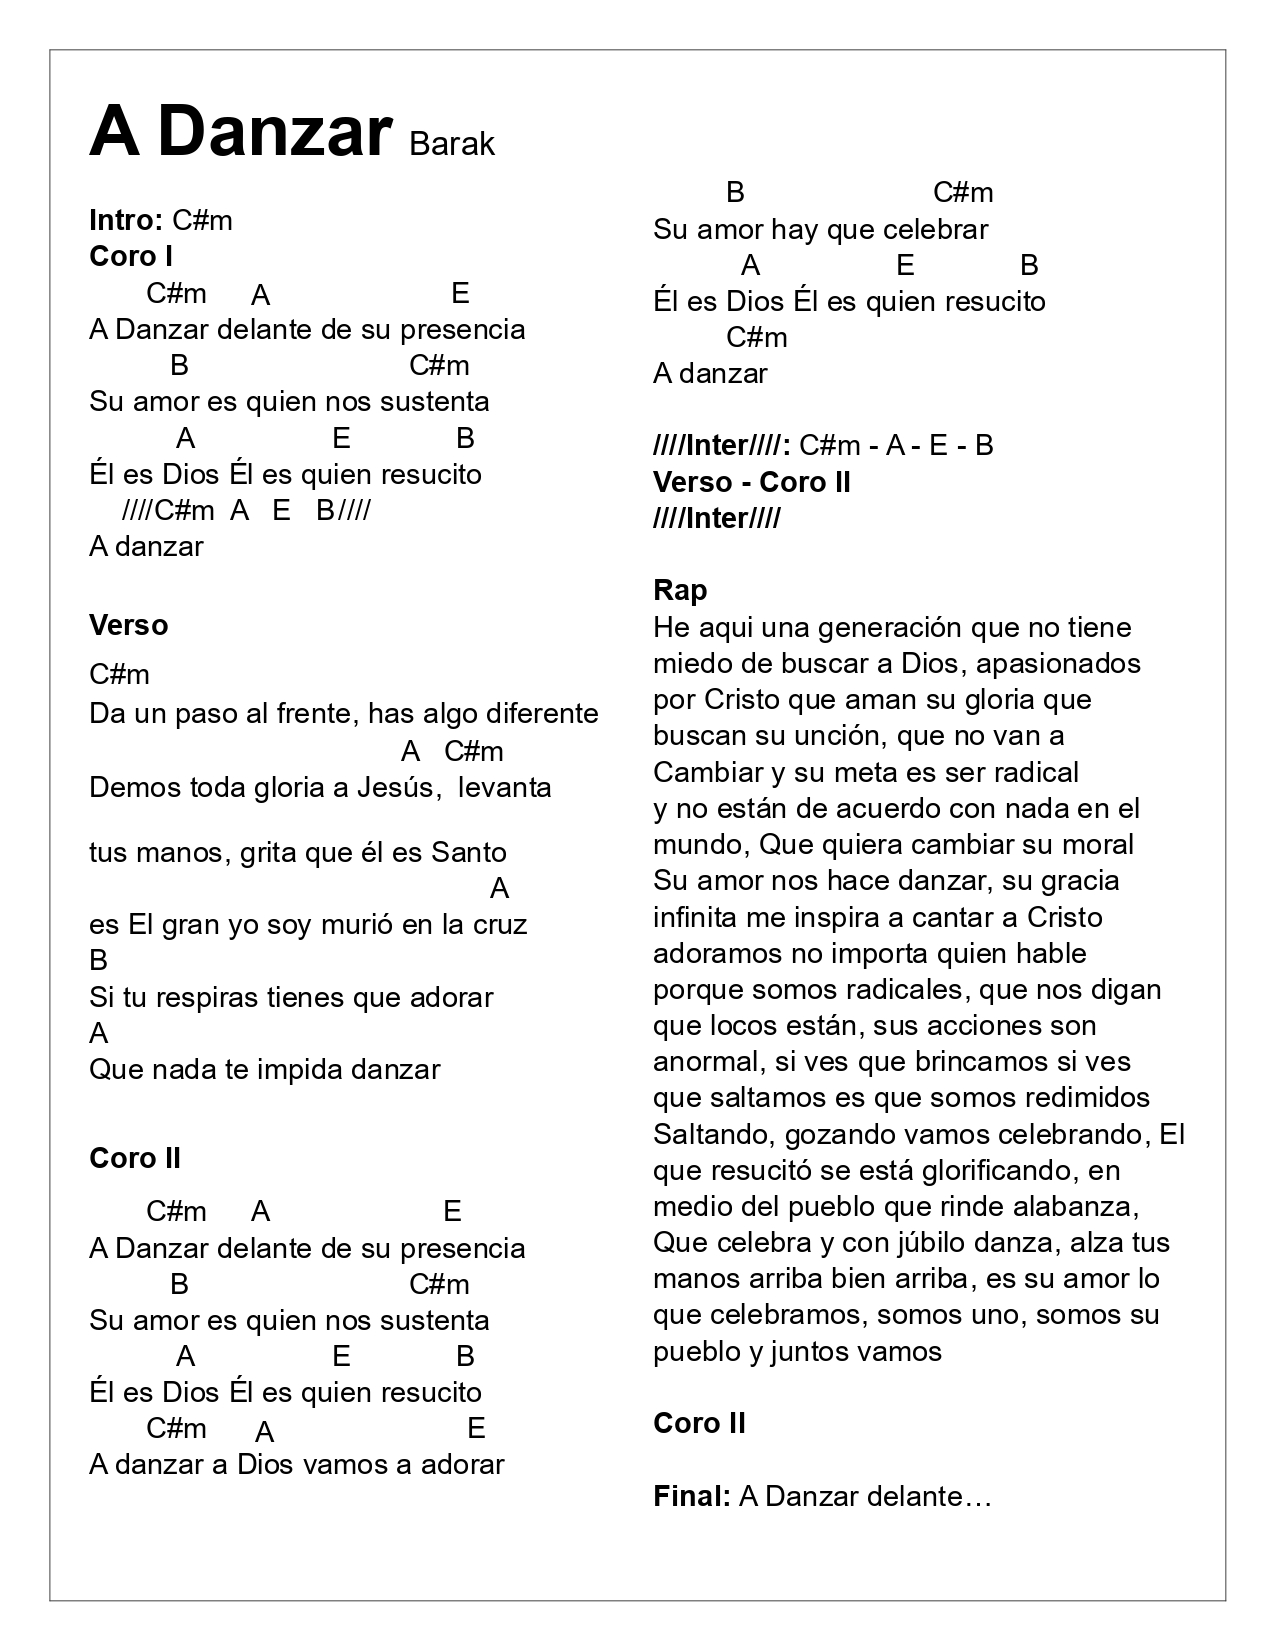 A Danzar Barak
Intro: C#m
Coro I
C#m A E
A Danzar delante de su presencia
B C#m
Su amor es quien nos sustenta
A E B
Él es Dios Él es quien resucito
////C#m A E B////
A danzar
Verso
C#m
Da un paso al frente, has algo diferente
A C#m
Demos toda gloria a Jesús, levanta
tus manos, grita que él es Santo
A
es El gran yo soy murió en la cruz
B
Si tu respiras tienes que adorar
A
Que nada te impida danzar
Coro II
C#m A E
A Danzar delante de su presencia
B C#m
Su amor es quien nos sustenta
A E B
Él es Dios Él es quien resucito
C#m A E
A danzar a Dios vamos a adorar
B C#m
Su amor hay que celebrar
A E B
Él es Dios Él es quien resucito
C#m
A danzar
////Inter////: C#m - A - E - B
Verso - Coro II
////Inter////
Rap
He aqui una generación que no tiene
miedo de buscar a Dios, apasionados
por Cristo que aman su gloria que
buscan su unción, que no van a
Cambiar y su meta es ser radical
y no están de acuerdo con nada en el
mundo, Que quiera cambiar su moral
Su amor nos hace danzar, su gracia
infinita me inspira a cantar a Cristo
adoramos no importa quien hable
porque somos radicales, que nos digan
que locos están, sus acciones son
anormal, si ves que brincamos si ves
que saltamos es que somos redimidos
Saltando, gozando vamos celebrando, El
que resucitó se está glorificando, en
medio del pueblo que rinde alabanza,
Que celebra y con júbilo danza, alza tus
manos arriba bien arriba, es su amor lo
que celebramos, somos uno, somos su
pueblo y juntos vamos
Coro II
Final: A Danzar delante…